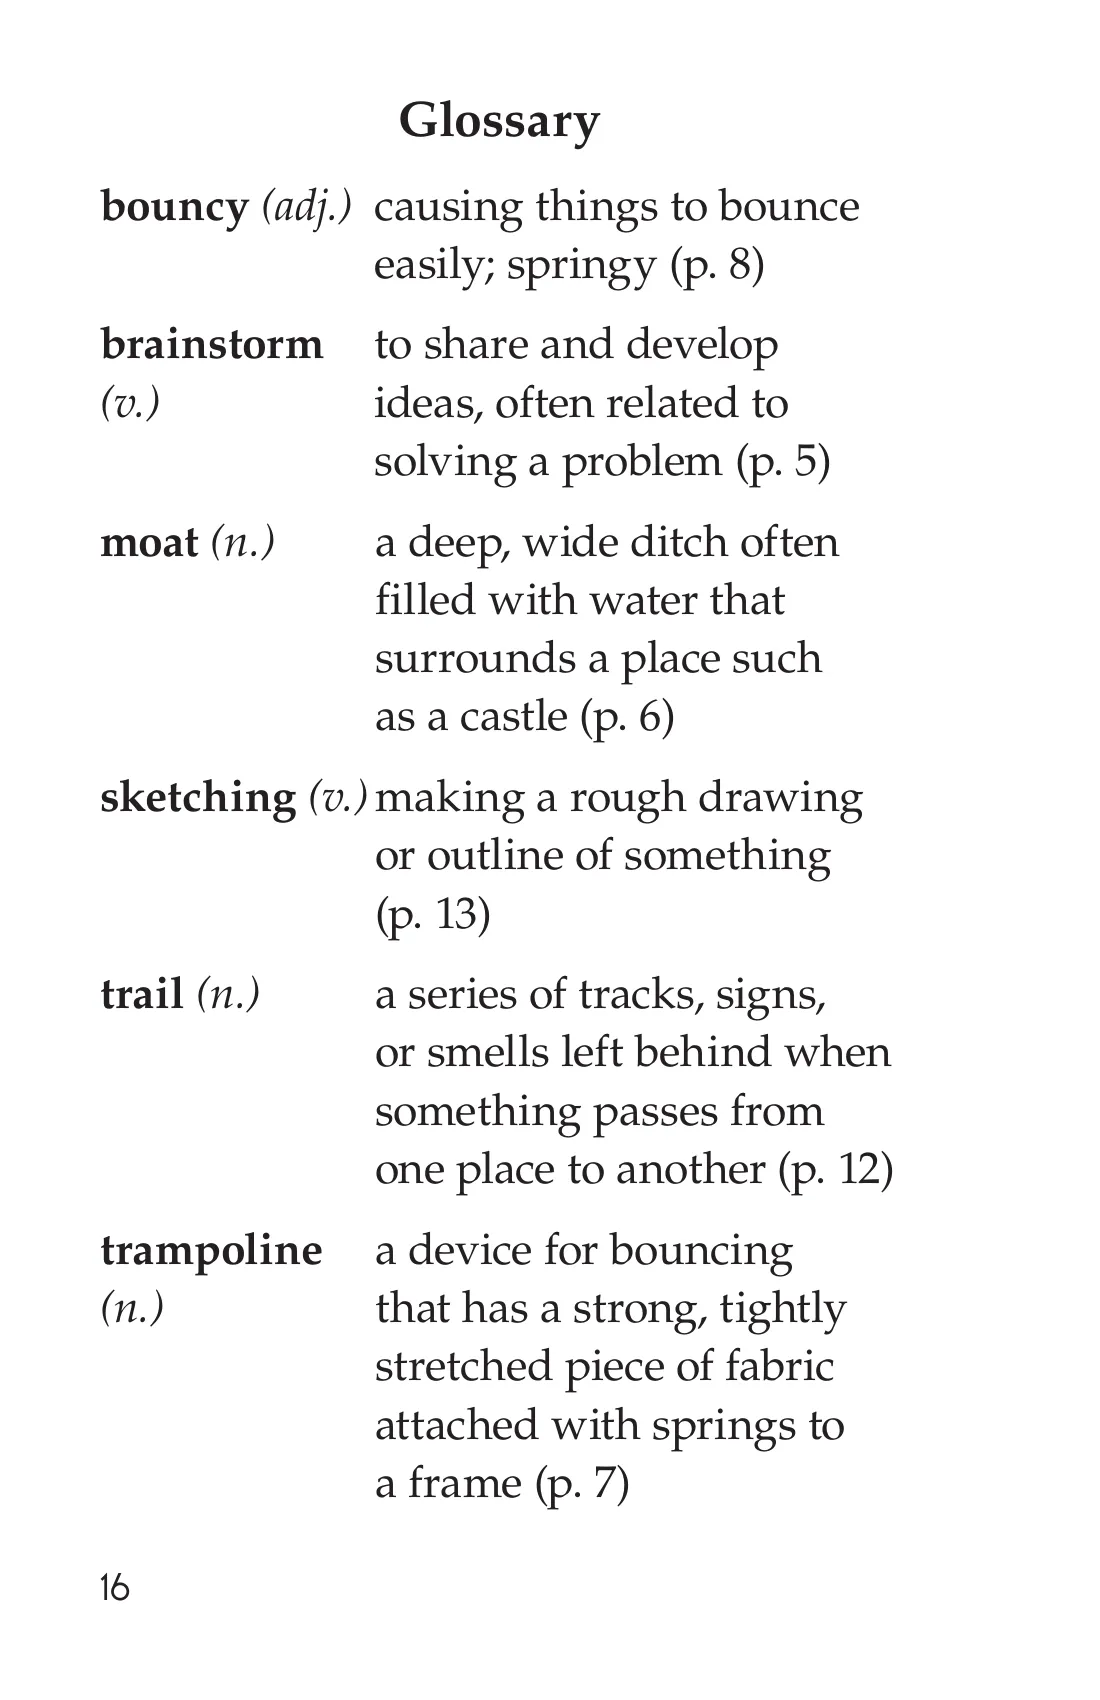 Glossary
bouncy (adj.) causing things to bounce
easily; springy (p. 8)
brainstorm to share and develop
(v.) ideas, often related to
solving a problem (p. 5)
moat (n.) a deep, wide ditch often
filled with water that
surrounds a place such
as a castle (p. 6)
sketching (v.) making a rough drawing
or outline of something
(p. 13)
trail (n.) a series of tracks, signs,
or smells left behind when
something passes from
one place to another (p. 12)
trampoline a device for bouncing
(n.) that has a strong, tightly
stretched piece of fabric
attached with springs to
a frame (p. 7)
16